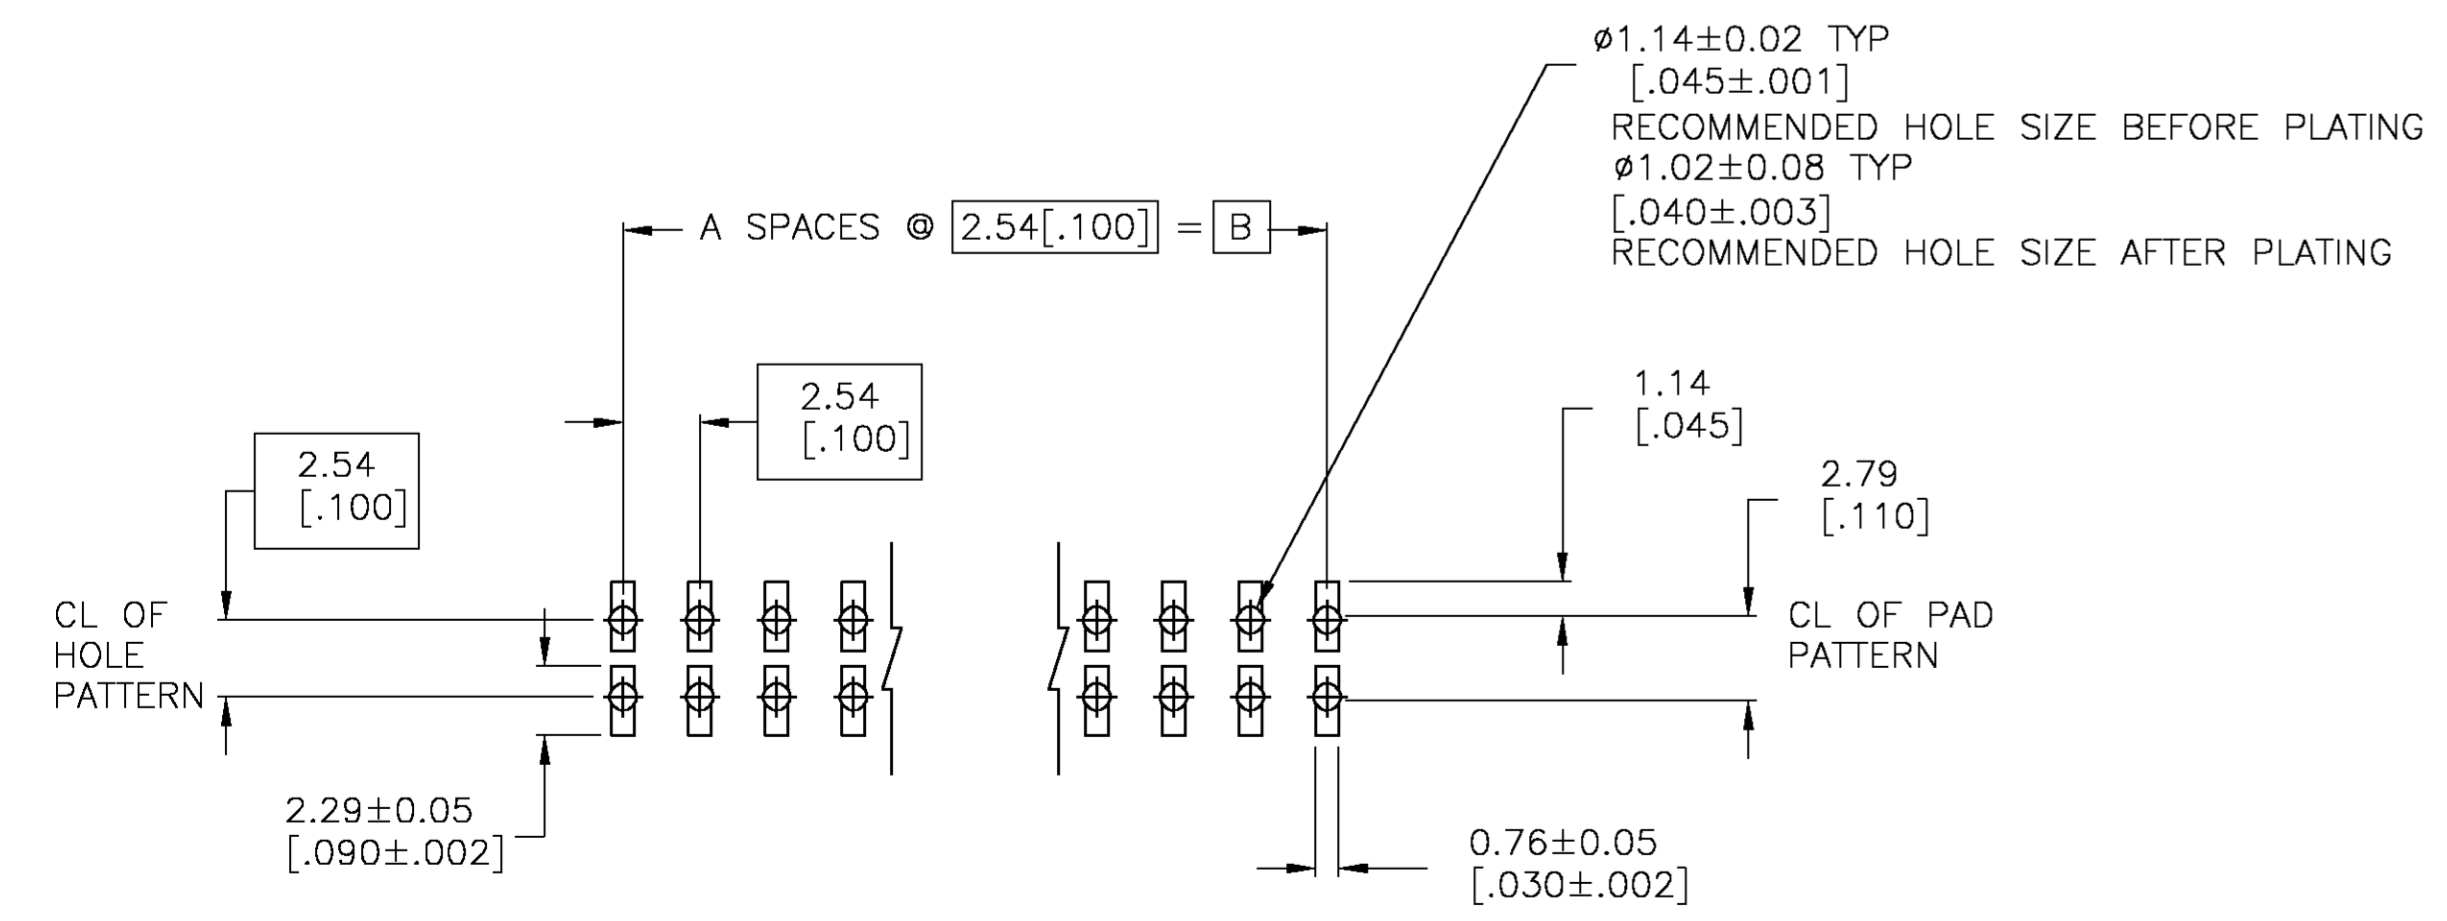 ø1.14±0.02 TYP
[.045±.001]
RECOMMENDED HOLE SIZE BEFORE PLATING
ø1.02±0.08 TYP
[.040±.003]
RECOMMENDED HOLE SIZE AFTER PLATING
A SPACES @ 2.54[.100] = B
2.54
[.100]
2.54
[.100]
1.14
[.045]
2.79
[.110]
CL OF
HOLE
PATTERN
CL OF PAD
PATTERN
2.29±0.05
[.090±.002]
0.76±0.05
[.030±.002]